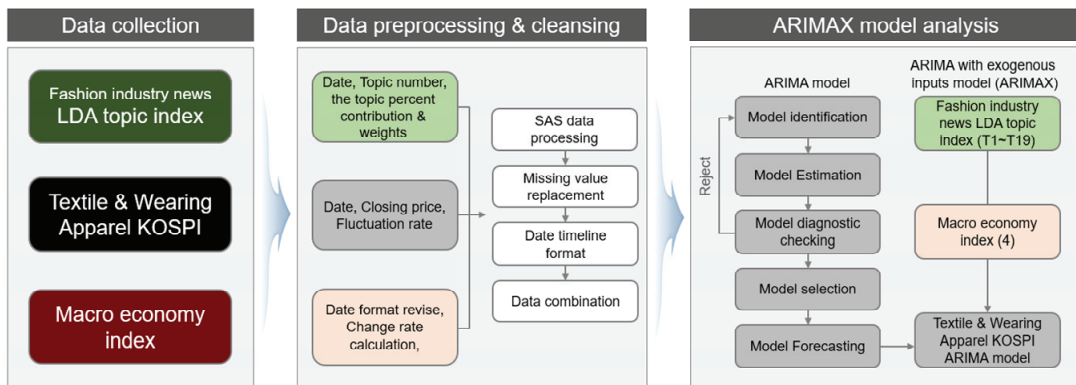 Data collection
Fashion industry news
LDA topic index
Textile & Wearing
Apparel KOSPI
Macro economy
index
Data preprocessing & cleansing
Date, Topic number,
the topic percent
contribution &
weights
Date, Closing price,
Fluctuation rate
Date format revise,
Change rate
calculation,
SAS data
processing
Missing value
replacement
Date timeline
format
Data combination
ARIMAX model analysis
ARIMA model
Model identification
Model Estimation
Model diagnostic
checking
Model selection
Model Forecasting
Reject
ARIMA with exogenous
inputs model (ARIMAX)
Fashion industry
news LDA topic
index (T1~T19)
Macro economy
index (4)
Textile & Wearing
Apparel KOSPI
ARIMA model